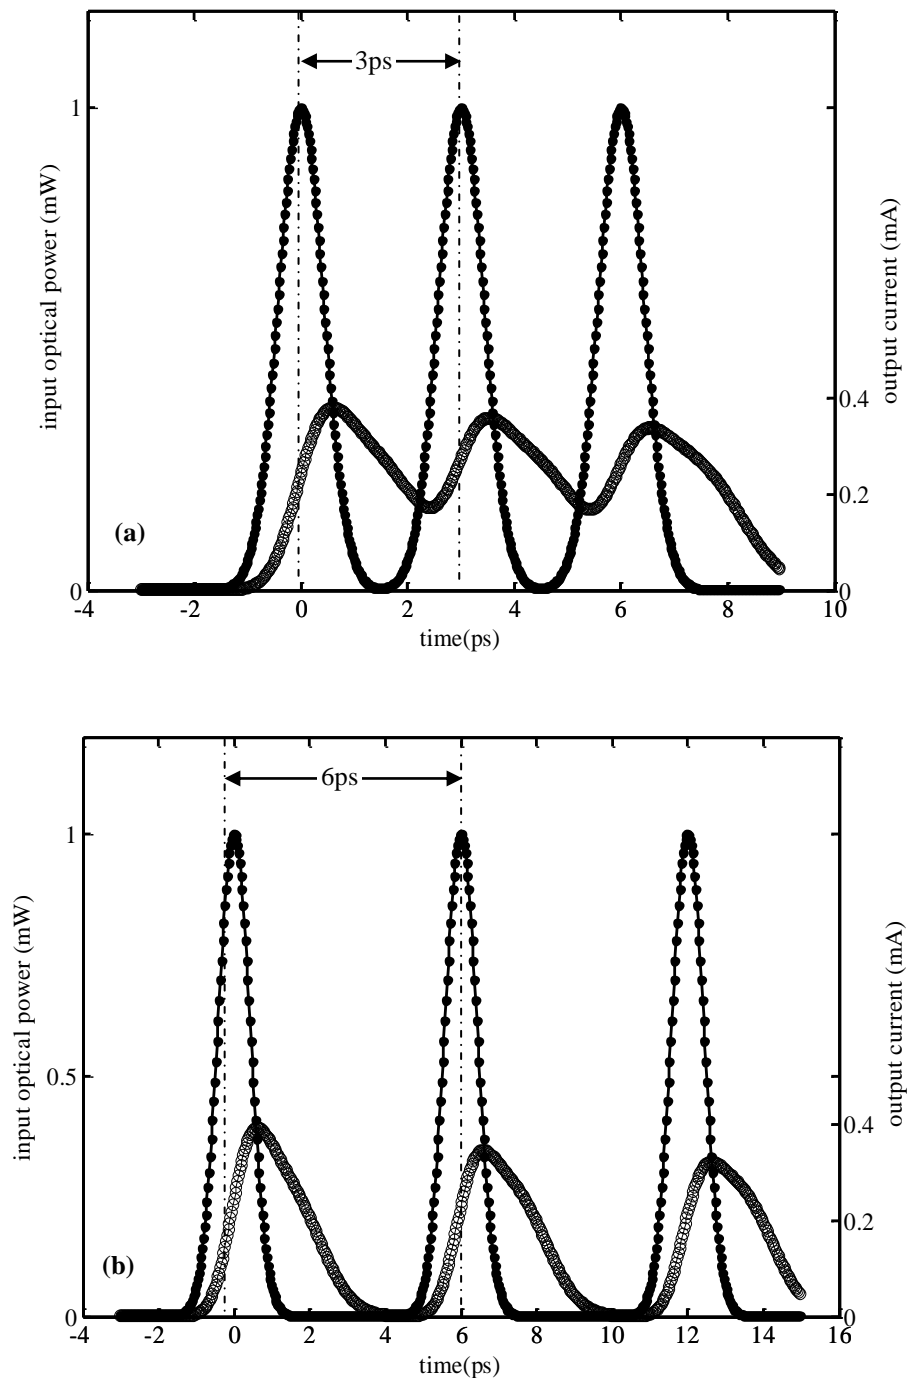 3ps
1
input optical power (mW)
output current (mA)
0.4
0.2
(a)
0
0
-4 -2 0 2 4 6 8 10
time(ps)
6ps
1
input optical power (mW)
output current (mA)
0.5
0.4
0.2
(b)
0
0
-4 -2 0 2 4 6 8 10 12 14 16
time(ps)